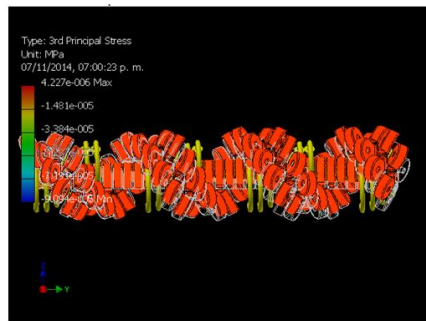 Type: 3rd Principal Stress
Unit: MPa
07/11/2014, 07:00:23 p. m.
4.227e-006 Max
-1.481e-005
-3.384e-005
Min
Z
Y